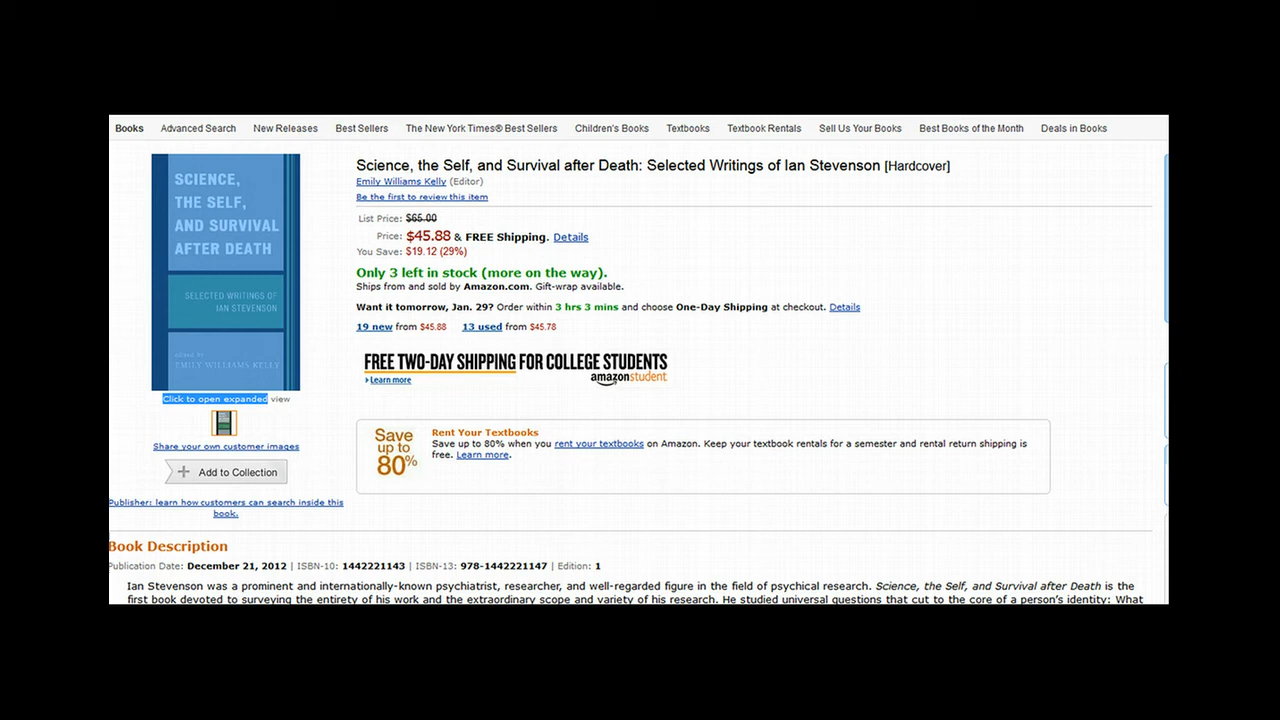 Books Advanced Search New Releases Best Sellers The New York Times® Best Sellers Children's Books Textbooks Textbook Rentals Sell Us Your Books Best Books of the Month Deals in Books
SCIENCE,
THE SELF,
AND SURVIVAL
AFTER DEATH
SELECTED WRITINGS OF
IAN STEVENSON
edited by
EMILY WILLIAMS KELLY
Click to open expanded view
Share your own customer images
Add to Collection
Publisher: learn how customers can search inside this
book.
Science, the Self, and Survival after Death: Selected Writings of Ian Stevenson [Hardcover]
Emily Williams Kelly (Editor)
Be the first to review this item
List Price: $65.00
Price: $45.88 & FREE Shipping. Details
You Save: $19.12 (29%)
Only 3 left in stock (more on the way).
Ships from and sold by Amazon.com. Gift-wrap available.
Want it tomorrow, Jan. 29? Order within 3 hrs 3 mins and choose One-Day Shipping at checkout. Details
19 new from $45.88 13 used from $45.78
FREE TWO-DAY SHIPPING FOR COLLEGE STUDENTS
Learn more amazonstudent
Save
up to
80%
Rent Your Textbooks
Save up to 80% when you rent your textbooks on Amazon. Keep your textbook rentals for a semester and rental return shipping is
free. Learn more.
Book Description
Publication Date: December 21, 2012 | ISBN-10: 1442221143 | ISBN-13: 978-1442221147 | Edition: 1
Ian Stevenson was a prominent and internationally-known psychiatrist, researcher, and well-regarded figure in the field of psychical research. Science, the Self, and Survival after Death is the
first book devoted to surveying the entirety of his work and the extraordinary scope and variety of his research. He studied universal questions that cut to the core of a person's identity: What